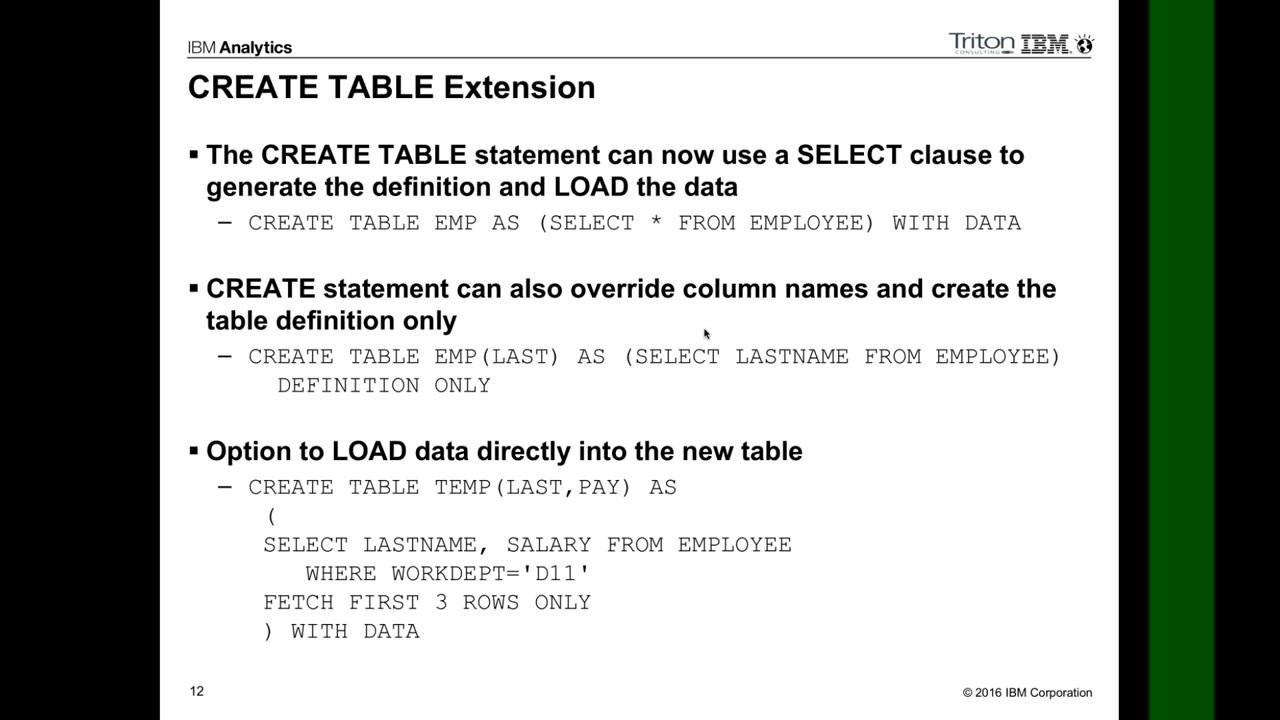 IBM Analytics
Triton
CONSULTING
IBM
CREATE TABLE Extension
▪ The CREATE TABLE statement can now use a SELECT clause to
generate the definition and LOAD the data
– CREATE TABLE EMP AS (SELECT * FROM EMPLOYEE) WITH DATA
▪ CREATE statement can also override column names and create the
table definition only
– CREATE TABLE EMP(LAST) AS (SELECT LASTNAME FROM EMPLOYEE)
DEFINITION ONLY
▪ Option to LOAD data directly into the new table
– CREATE TABLE TEMP(LAST,PAY) AS
(
SELECT LASTNAME, SALARY FROM EMPLOYEE
WHERE WORKDEPT='D11'
FETCH FIRST 3 ROWS ONLY
) WITH DATA
12
© 2016 IBM Corporation